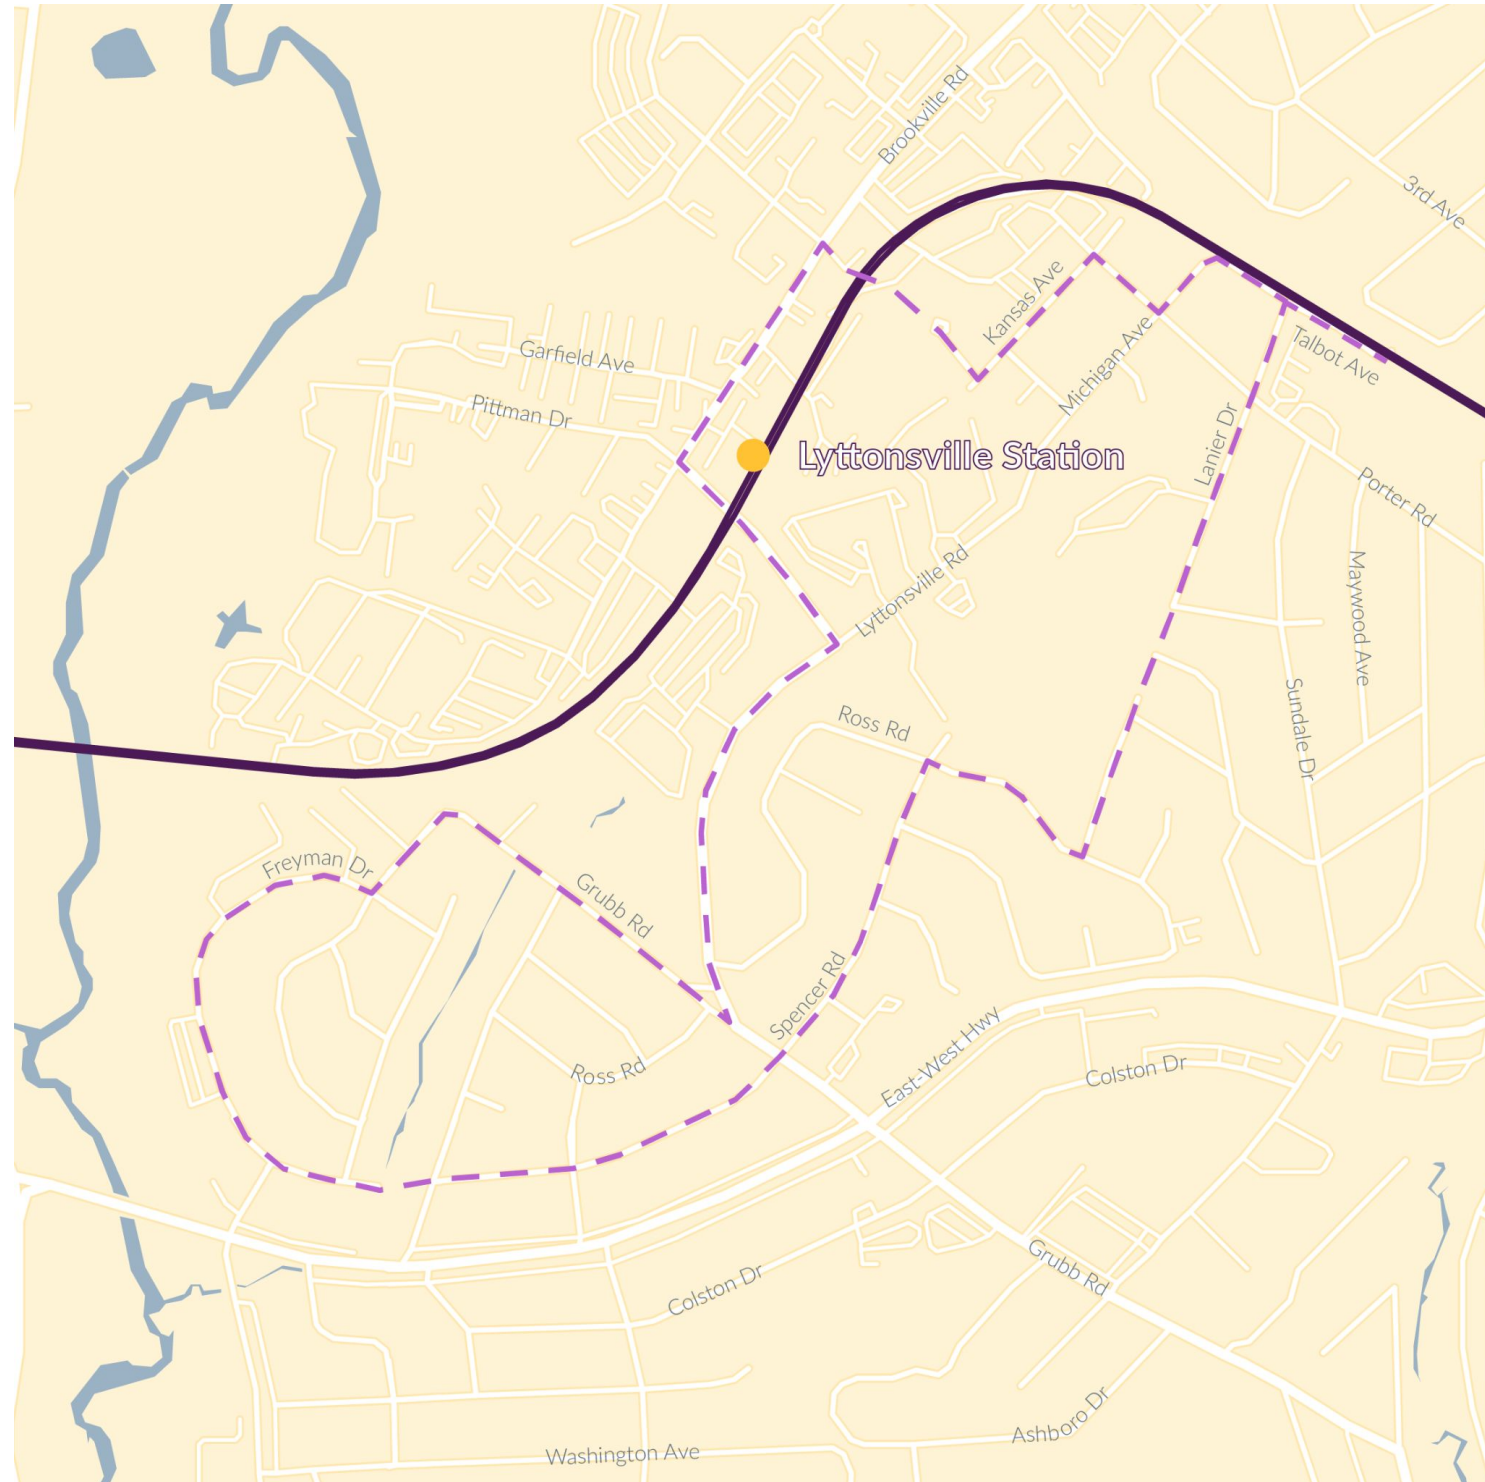 Brookville Rd
3rd Ave
Kansas Ave
Garfield Ave
Michigan Ave
Talbot Ave
Pittman Dr
Lanier Dr
Lyttonsville Station
Porter Rd
Lyttonsville Rd
Maywood Ave
Ross Rd
Sundale Dr
Freyman Dr
Grubb Rd
Spencer Rd
East-West Hwy
Ross Rd
Colston Dr
Grubb Rd
Colston Dr
Ashboro Dr
Washington Ave